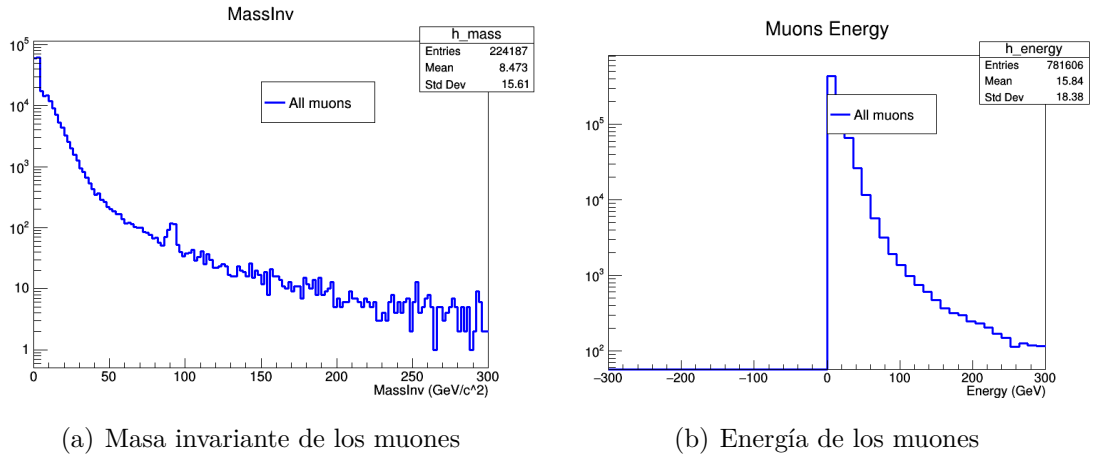 MassInv
h_mass
Entries 224187
Mean 8.473
Std Dev 15.61
All muons
10^5
10^4
10^3
10^2
10
1
0 50 100 150 200 250 300
MassInv (GeV/c^2)
(a) Masa invariante de los muones
Muons Energy
h_energy
Entries 781606
Mean 15.84
Std Dev 18.38
All muons
10^5
10^4
10^3
10^2
−300 −200 −100 0 100 200 300
Energy (GeV)
(b) Energía de los muones